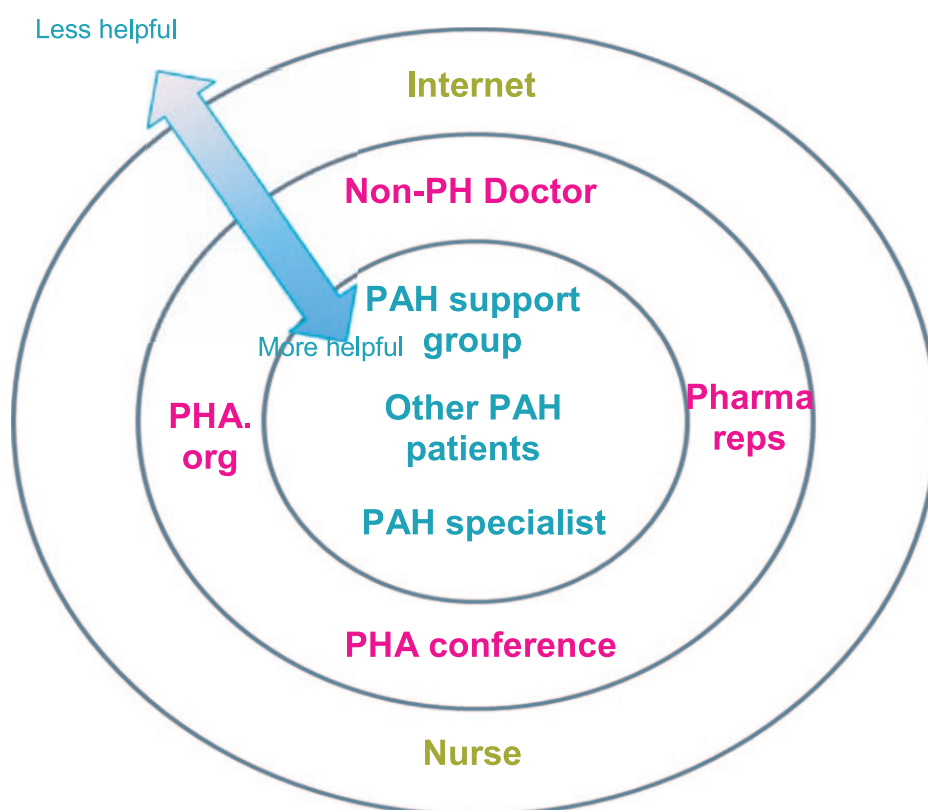 Less helpful
Internet
Non-PH Doctor
PAH support
group
More helpful
PHA.
org
Other PAH
patients
Pharma
reps
PAH specialist
PHA conference
Nurse